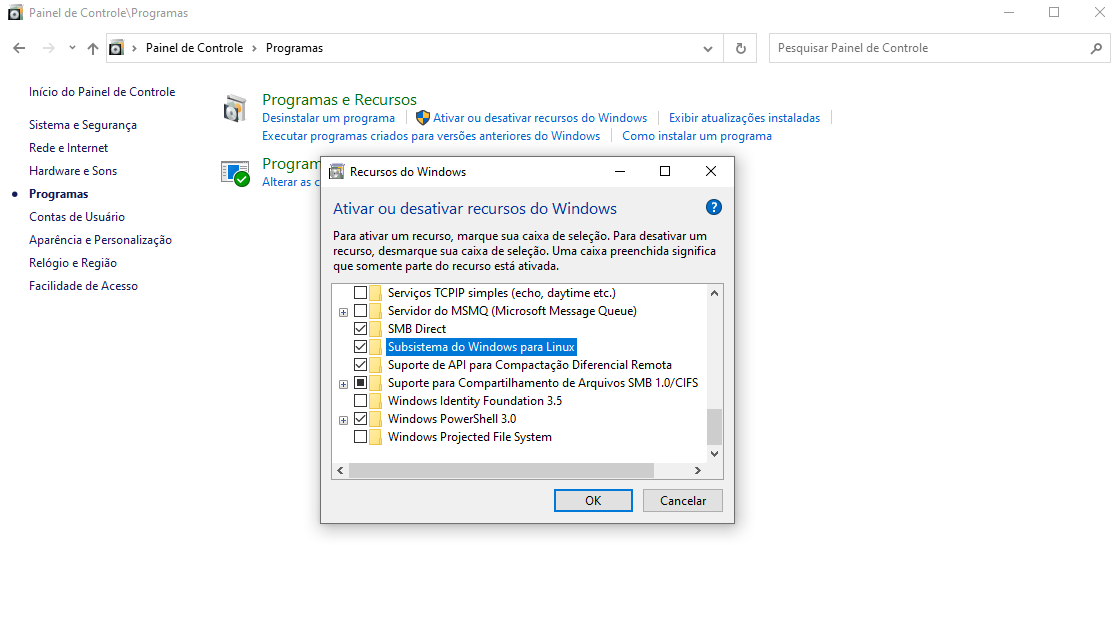 Painel de Controle\Programas
Painel de Controle > Programas
Pesquisar Painel de Controle
Início do Painel de Controle
Sistema e Segurança
Rede e Internet
Hardware e Sons
Programas
Contas de Usuário
Aparência e Personalização
Relógio e Região
Facilidade de Acesso
Programas e Recursos
Desinstalar um programa
Ativar ou desativar recursos do Windows
Exibir atualizações instaladas
Executar programas criados para versões anteriores do Windows
Como instalar um programa
Program
Alterar as c
Recursos do Windows
Ativar ou desativar recursos do Windows
?
Para ativar um recurso, marque sua caixa de seleção. Para desativar um
recurso, desmarque sua caixa de seleção. Uma caixa preenchida significa
que somente parte do recurso está ativada.
Serviços TCPIP simples (echo, daytime etc.)
Servidor do MSMQ (Microsoft Message Queue)
SMB Direct
Subsistema do Windows para Linux
Suporte de API para Compactação Diferencial Remota
Suporte para Compartilhamento de Arquivos SMB 1.0/CIFS
Windows Identity Foundation 3.5
Windows PowerShell 3.0
Windows Projected File System
OK
Cancelar